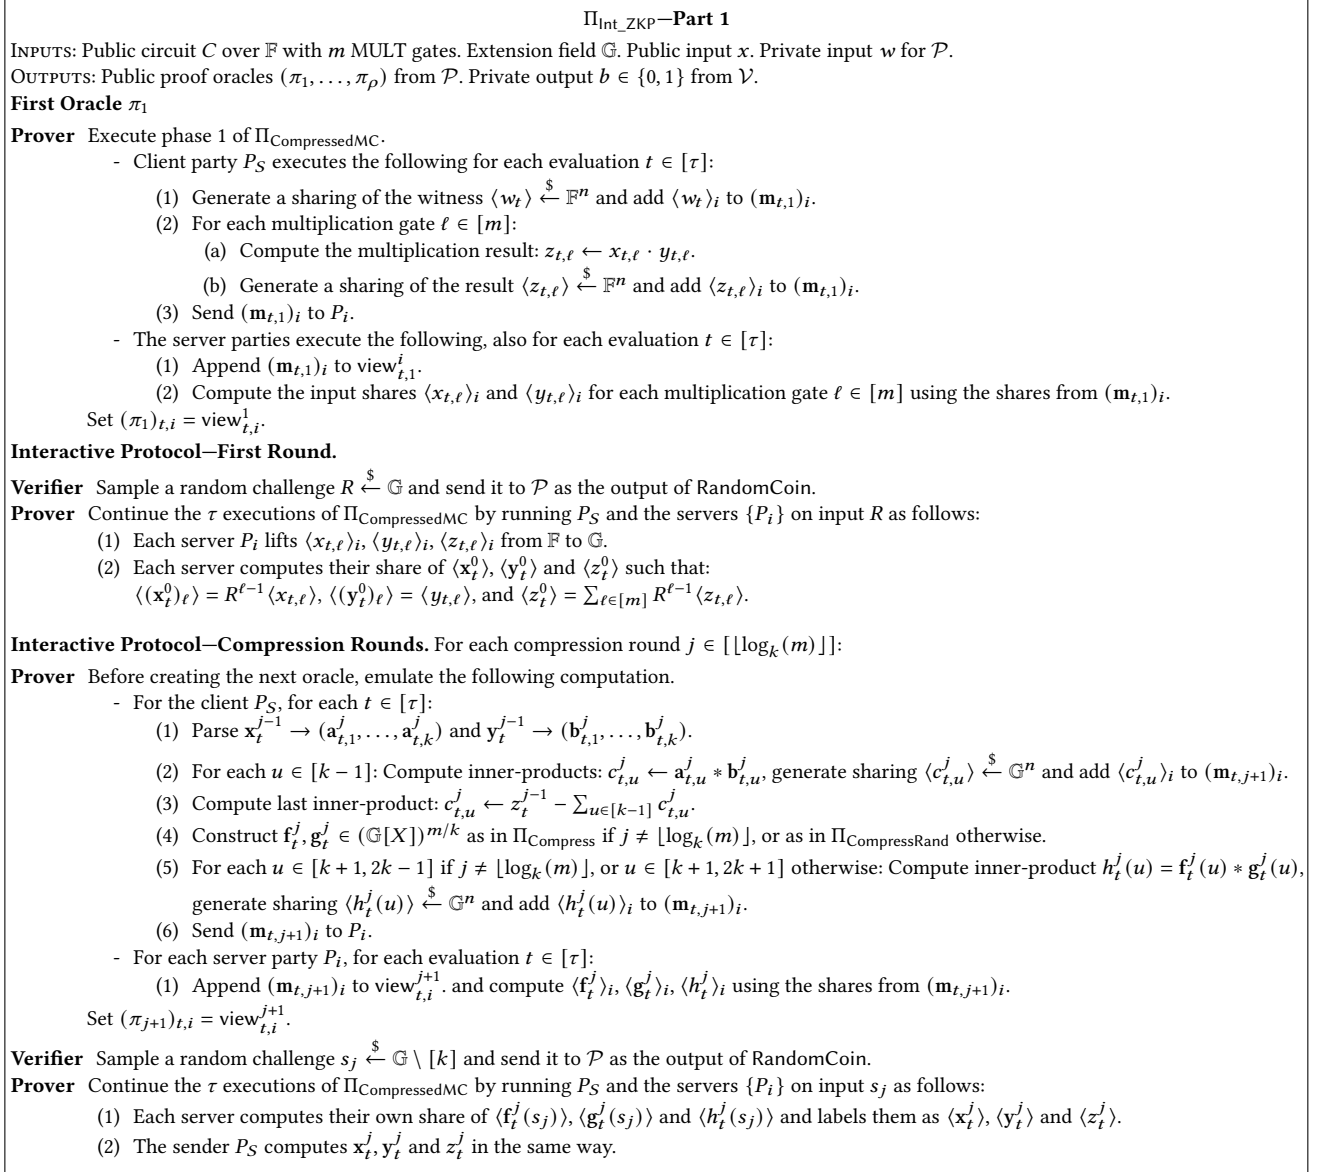 Π_Int_ZKP—Part 1
INPUTS: Public circuit C over 𝔽 with m MULT gates. Extension field 𝔾. Public input x. Private input w for 𝒫.
OUTPUTS: Public proof oracles (π_1, . . . , π_ρ) from 𝒫. Private output b ∈ {0, 1} from 𝒱.
First Oracle π_1
Prover Execute phase 1 of Π_CompressedMC.
- Client party P_S executes the following for each evaluation t ∈ [τ]:
(1) Generate a sharing of the witness ⟨w_t⟩ ←$ 𝔽^n and add ⟨w_t⟩_i to (m_{t,1})_i.
(2) For each multiplication gate ℓ ∈ [m]:
(a) Compute the multiplication result: z_{t,ℓ} ← x_{t,ℓ} · y_{t,ℓ}.
(b) Generate a sharing of the result ⟨z_{t,ℓ}⟩ ←$ 𝔽^n and add ⟨z_{t,ℓ}⟩_i to (m_{t,1})_i.
(3) Send (m_{t,1})_i to P_i.
- The server parties execute the following, also for each evaluation t ∈ [τ]:
(1) Append (m_{t,1})_i to view^i_{t,1}.
(2) Compute the input shares ⟨x_{t,ℓ}⟩_i and ⟨y_{t,ℓ}⟩_i for each multiplication gate ℓ ∈ [m] using the shares from (m_{t,1})_i.
Set (π_1)_{t,i} = view^1_{t,i}.
Interactive Protocol—First Round.
Verifier Sample a random challenge R ←$ 𝔾 and send it to 𝒫 as the output of RandomCoin.
Prover Continue the τ executions of Π_CompressedMC by running P_S and the servers {P_i} on input R as follows:
(1) Each server P_i lifts ⟨x_{t,ℓ}⟩_i, ⟨y_{t,ℓ}⟩_i, ⟨z_{t,ℓ}⟩_i from 𝔽 to 𝔾.
(2) Each server computes their share of ⟨x^0_t⟩, ⟨y^0_t⟩ and ⟨z^0_t⟩ such that:
⟨(x^0_t)_ℓ⟩ = R^{ℓ−1}⟨x_{t,ℓ}⟩, ⟨(y^0_t)_ℓ⟩ = ⟨y_{t,ℓ}⟩, and ⟨z^0_t⟩ = ∑_{ℓ∈[m]} R^{ℓ−1}⟨z_{t,ℓ}⟩.
Interactive Protocol—Compression Rounds. For each compression round j ∈ [⌊log_k(m)⌋]:
Prover Before creating the next oracle, emulate the following computation.
- For the client P_S, for each t ∈ [τ]:
(1) Parse x^{j−1}_t → (a^j_{t,1}, . . . , a^j_{t,k}) and y^{j−1}_t → (b^j_{t,1}, . . . , b^j_{t,k}).
(2) For each u ∈ [k − 1]: Compute inner-products: c^j_{t,u} ← a^j_{t,u} ∗ b^j_{t,u}, generate sharing ⟨c^j_{t,u}⟩ ←$ 𝔾^n and add ⟨c^j_{t,u}⟩_i to (m_{t,j+1})_i.
(3) Compute last inner-product: c^j_{t,u} ← z^{j−1}_t − ∑_{u∈[k−1]} c^j_{t,u}.
(4) Construct f^j_t, g^j_t ∈ (𝔾[X])^{m/k} as in Π_Compress if j ≠ ⌊log_k(m)⌋, or as in Π_CompressRand otherwise.
(5) For each u ∈ [k + 1, 2k − 1] if j ≠ ⌊log_k(m)⌋, or u ∈ [k + 1, 2k + 1] otherwise: Compute inner-product h^j_t(u) = f^j_t(u) ∗ g^j_t(u),
generate sharing ⟨h^j_t(u)⟩ ←$ 𝔾^n and add ⟨h^j_t(u)⟩_i to (m_{t,j+1})_i.
(6) Send (m_{t,j+1})_i to P_i.
- For each server party P_i, for each evaluation t ∈ [τ]:
(1) Append (m_{t,j+1})_i to view^{j+1}_{t,i}. and compute ⟨f^j_t⟩_i, ⟨g^j_t⟩_i, ⟨h^j_t⟩_i using the shares from (m_{t,j+1})_i.
Set (π_{j+1})_{t,i} = view^{j+1}_{t,i}.
Verifier Sample a random challenge s_j ←$ 𝔾 \ [k] and send it to 𝒫 as the output of RandomCoin.
Prover Continue the τ executions of Π_CompressedMC by running P_S and the servers {P_i} on input s_j as follows:
(1) Each server computes their own share of ⟨f^j_t(s_j)⟩, ⟨g^j_t(s_j)⟩ and ⟨h^j_t(s_j)⟩ and labels them as ⟨x^j_t⟩, ⟨y^j_t⟩ and ⟨z^j_t⟩.
(2) The sender P_S computes x^j_t, y^j_t and z^j_t in the same way.